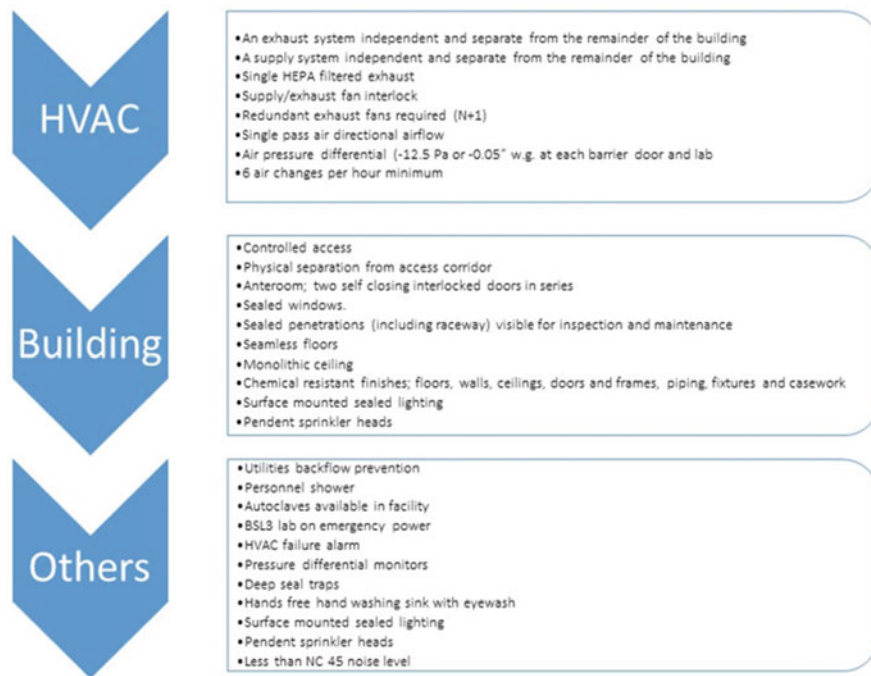 HVAC
•An exhaust system independent and separate from the remainder of the building
•A supply system independent and separate from the remainder of the building
•Single HEPA filtered exhaust
•Supply/exhaust fan interlock
•Redundant exhaust fans required (N+1)
•Single pass air directional airflow
•Air pressure differential (-12.5 Pa or -0.05" w.g. at each barrier door and lab
•6 air changes per hour minimum
Building
•Controlled access
•Physical separation from access corridor
•Anteroom; two self closing interlocked doors in series
•Sealed windows.
•Sealed penetrations (including raceway) visible for inspection and maintenance
•Seamless floors
•Monolithic ceiling
•Chemical resistant finishes; floors, walls, ceilings, doors and frames, piping, fixtures and casework
•Surface mounted sealed lighting
•Pendent sprinkler heads
Others
•Utilities backflow prevention
•Personnel shower
•Autoclaves available in facility
•BSL3 lab on emergency power
•HVAC failure alarm
•Pressure differential monitors
•Deep seal traps
•Hands free hand washing sink with eyewash
•Surface mounted sealed lighting
•Pendent sprinkler heads
•Less than NC 45 noise level